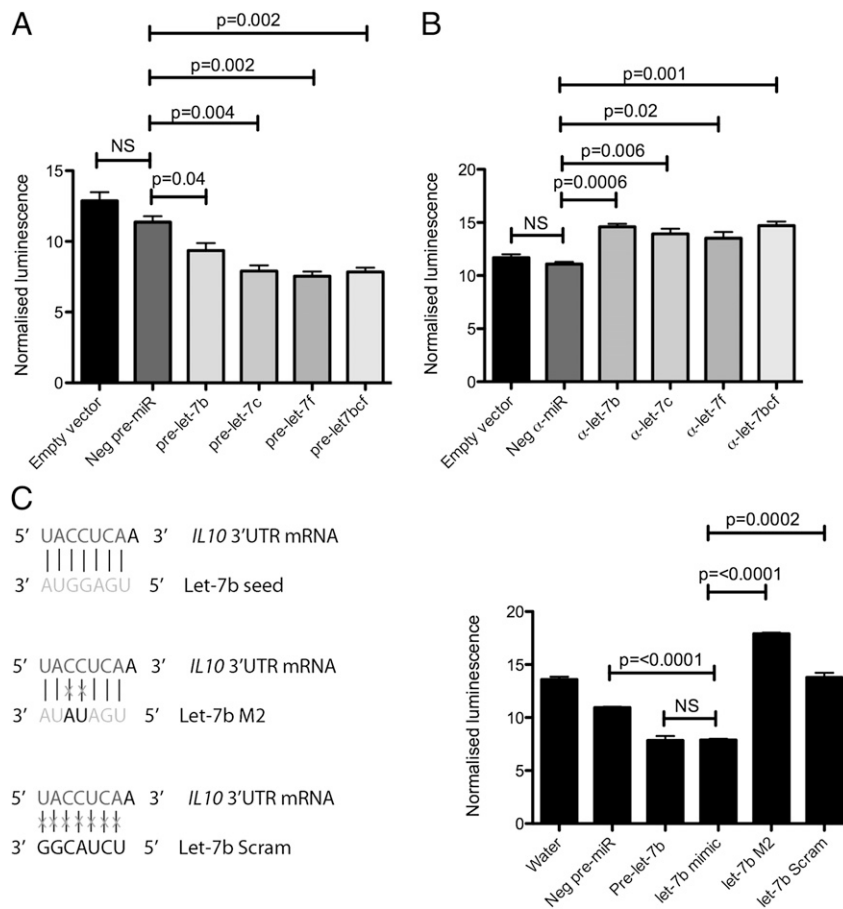 A
p=0.002
p=0.002
p=0.004
NS
p=0.04
Normalised luminescence
15
10
5
0
Empty vector
Neg pre-miR
pre-let-7b
pre-let-7c
pre-let-7f
pre-let7bcf
B
p=0.001
p=0.02
p=0.006
p=0.0006
NS
Normalised luminescence
20
15
10
5
0
Empty vector
Neg α-miR
α-let-7b
α-let-7c
α-let-7f
α-let-7bcf
C
5′ UACCUCAA 3′ IL10 3′UTR mRNA
3′ AUGGAGU 5′ Let-7b seed
5′ UACCUCAA 3′ IL10 3′UTR mRNA
3′ AUAUAGU 5′ Let-7b M2
5′ UACCUCAA 3′ IL10 3′UTR mRNA
3′ GGCAUCU 5′ Let-7b Scram
p=0.0002
p=<0.0001
p=<0.0001
NS
Normalised luminescence
20
15
10
5
0
Water
Neg pre-miR
Pre-let-7b
let-7b mimic
let-7b M2
let-7b Scram